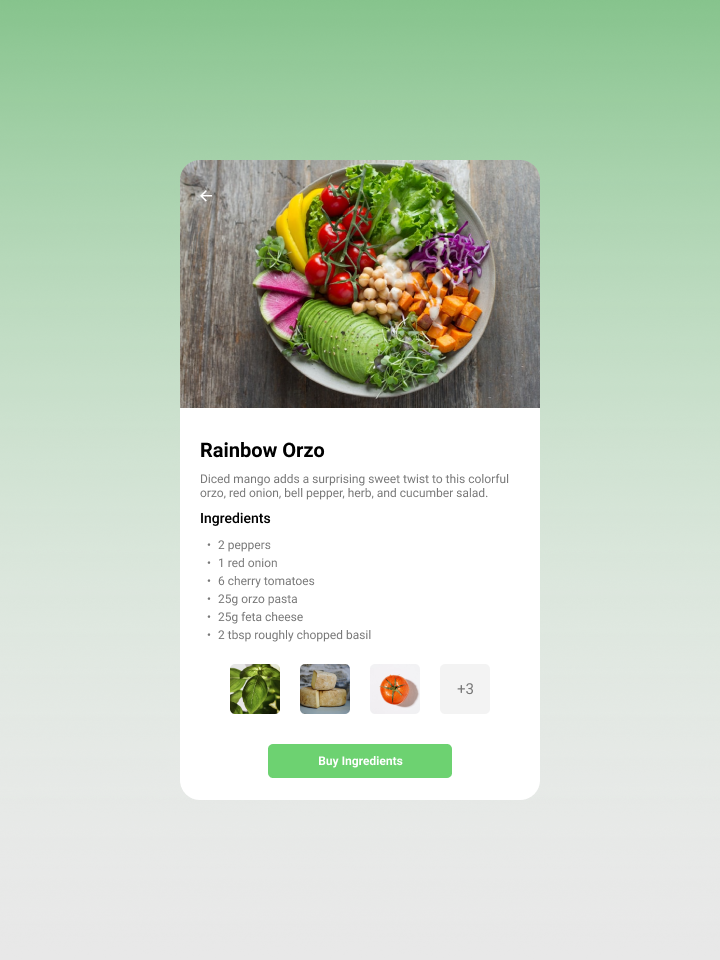 Rainbow Orzo
Diced mango adds a surprising sweet twist to this colorful
orzo, red onion, bell pepper, herb, and cucumber salad.
Ingredients
• 2 peppers
• 1 red onion
• 6 cherry tomatoes
• 25g orzo pasta
• 25g feta cheese
• 2 tbsp roughly chopped basil
+3
Buy Ingredients